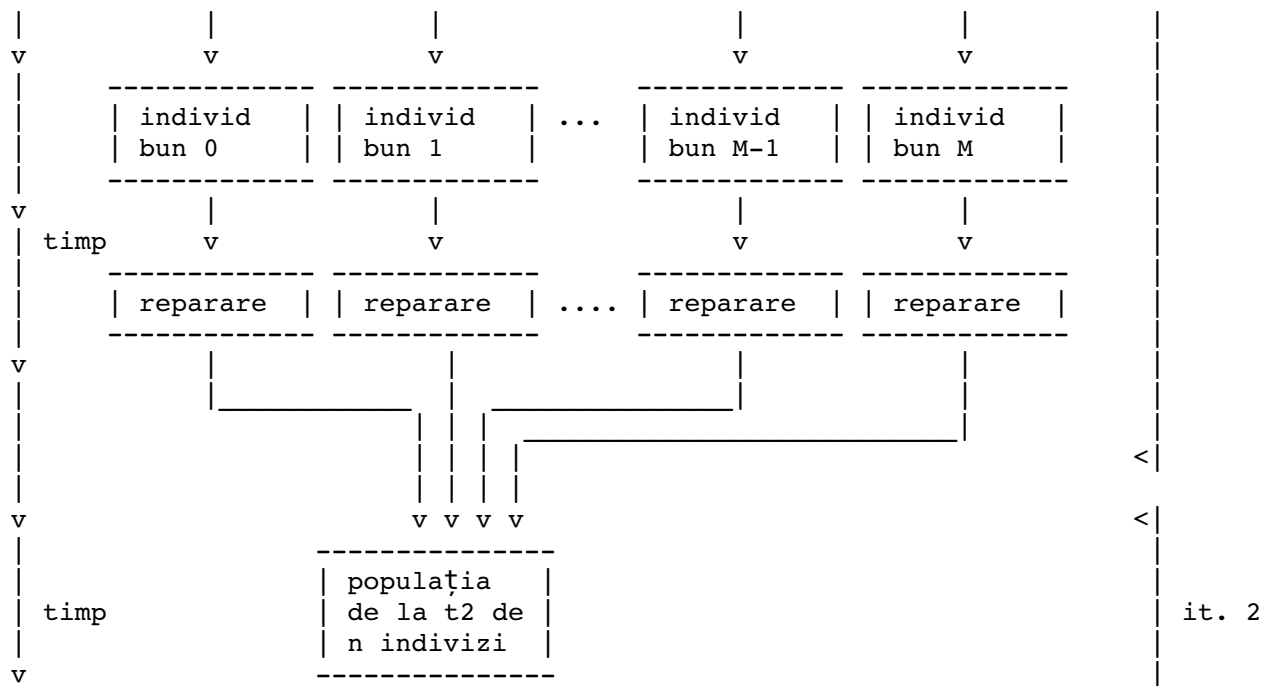 individ individ ... individ individ
bun 0 bun 1 bun M-1 bun M
timp
reparare reparare .... reparare reparare
populația
timp de la t2 de it. 2
n indivizi